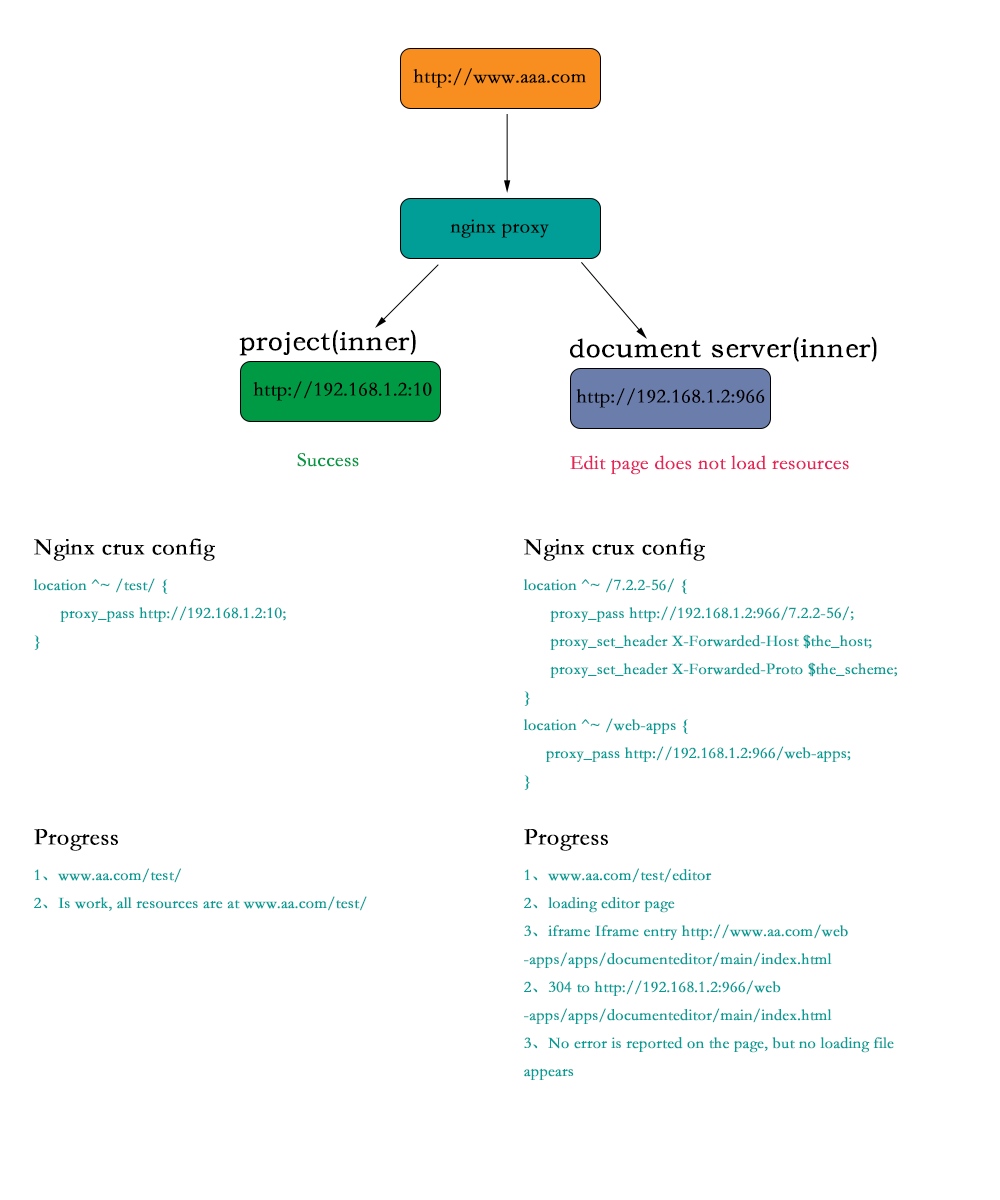 http://www.aaa.com
nginx proxy
project(inner)
http://192.168.1.2:10
Success
document server(inner)
http://192.168.1.2:966
Edit page does not load resources
Nginx crux config
location ^~ /test/ {
proxy_pass http://192.168.1.2:10;
}
Progress
1、www.aa.com/test/
2、Is work, all resources are at www.aa.com/test/
Nginx crux config
location ^~ /7.2.2-56/ {
proxy_pass http://192.168.1.2:966/7.2.2-56/;
proxy_set_header X-Forwarded-Host $the_host;
proxy_set_header X-Forwarded-Proto $the_scheme;
}
location ^~ /web-apps {
proxy_pass http://192.168.1.2:966/web-apps;
}
Progress
1、www.aa.com/test/editor
2、loading editor page
3、iframe Iframe entry http://www.aa.com/web
-apps/apps/documenteditor/main/index.html
2、304 to http://192.168.1.2:966/web
-apps/apps/documenteditor/main/index.html
3、No error is reported on the page, but no loading file
appears